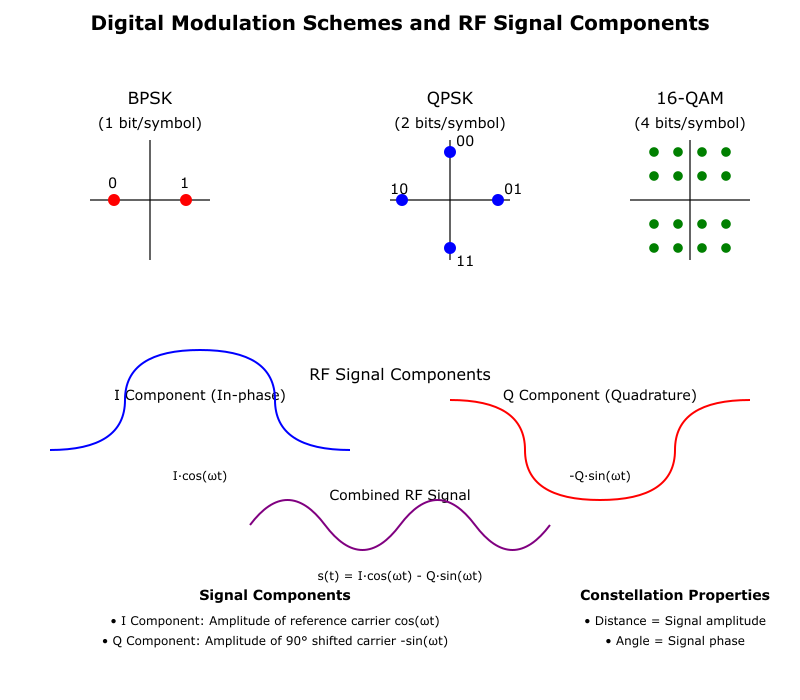 Digital Modulation Schemes and RF Signal Components
BPSK
(1 bit/symbol)
0
1
QPSK
(2 bits/symbol)
00
10
01
11
16-QAM
(4 bits/symbol)
RF Signal Components
I Component (In-phase)
I·cos(ωt)
Q Component (Quadrature)
-Q·sin(ωt)
Combined RF Signal
s(t) = I·cos(ωt) - Q·sin(ωt)
Signal Components
• I Component: Amplitude of reference carrier cos(ωt)
• Q Component: Amplitude of 90° shifted carrier -sin(ωt)
Constellation Properties
• Distance = Signal amplitude
• Angle = Signal phase